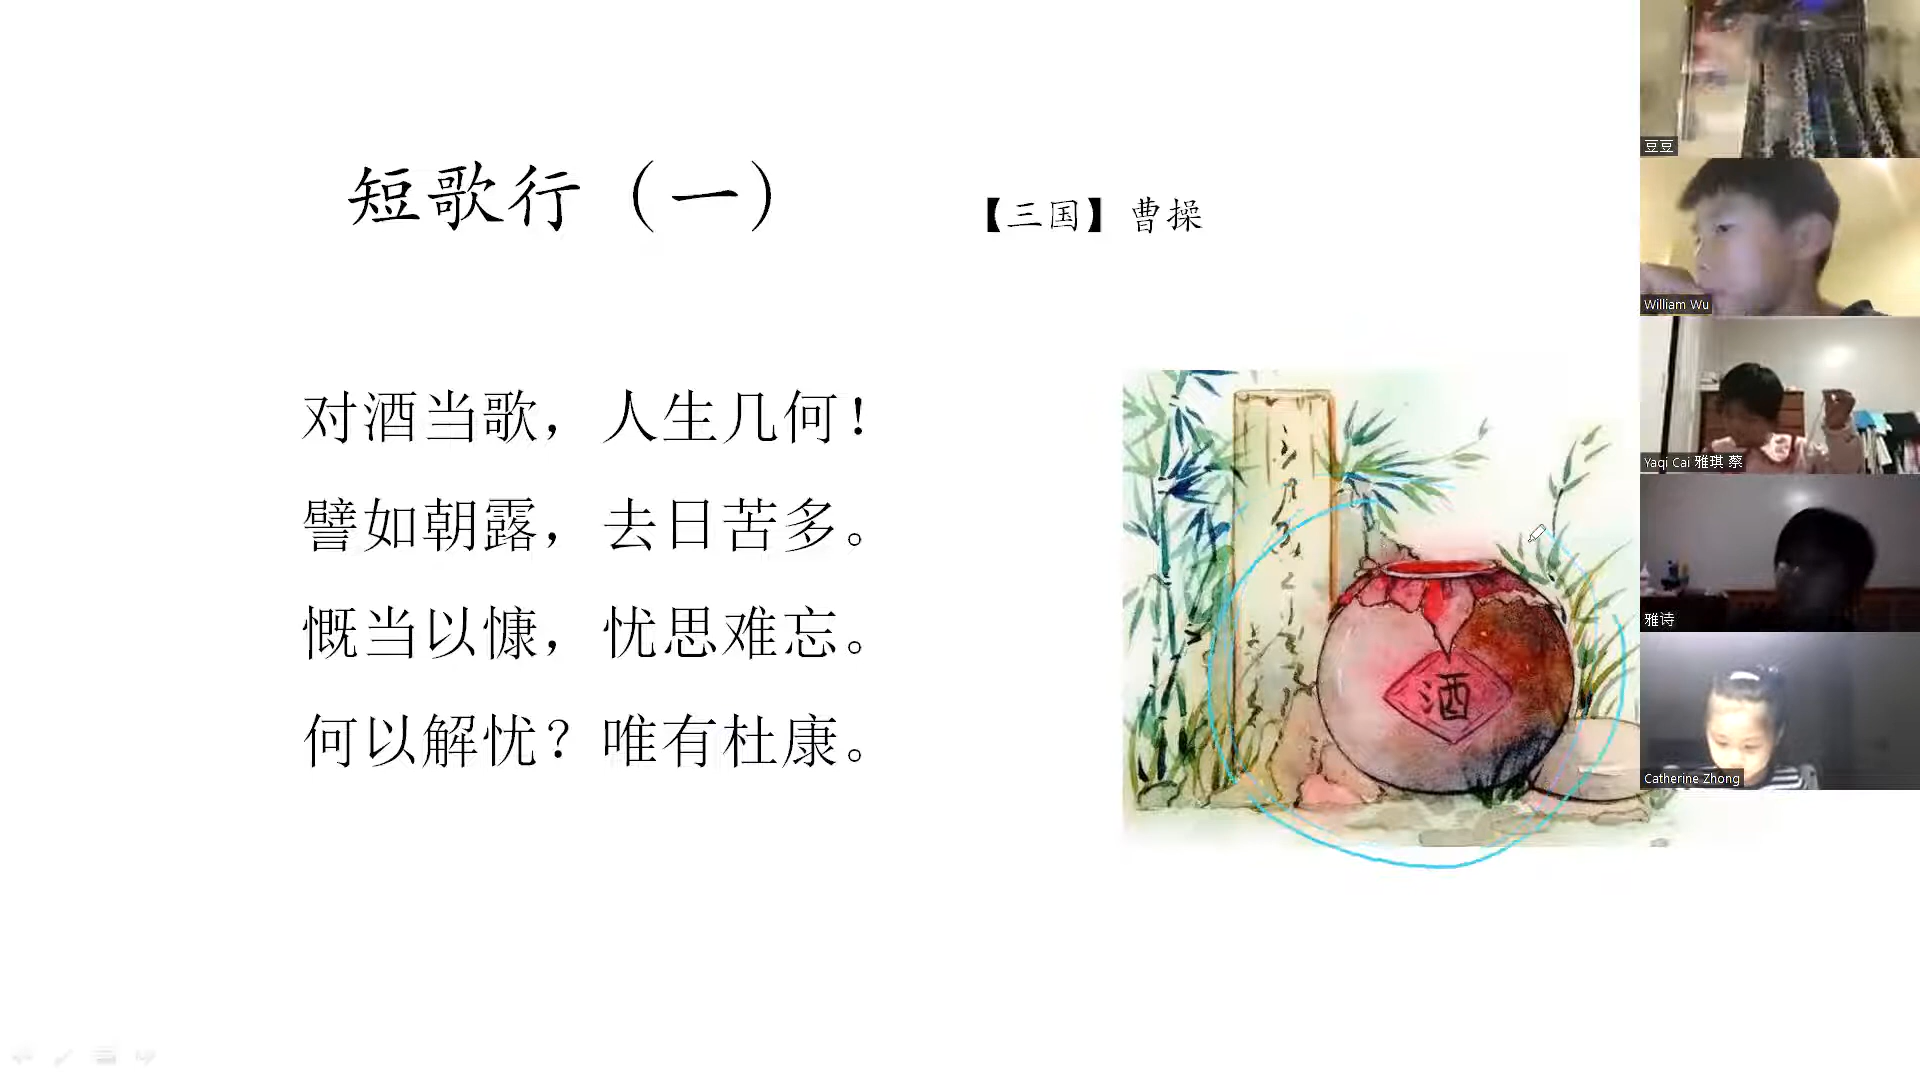 短歌行（一）
【三国】曹操
对酒当歌，人生几何！
譬如朝露，去日苦多。
慨当以慷，忧思难忘。
何以解忧？唯有杜康。
酒
豆豆
William Wu
Yaqi Cai 雅琪 蔡
雅诗
Catherine Zhong